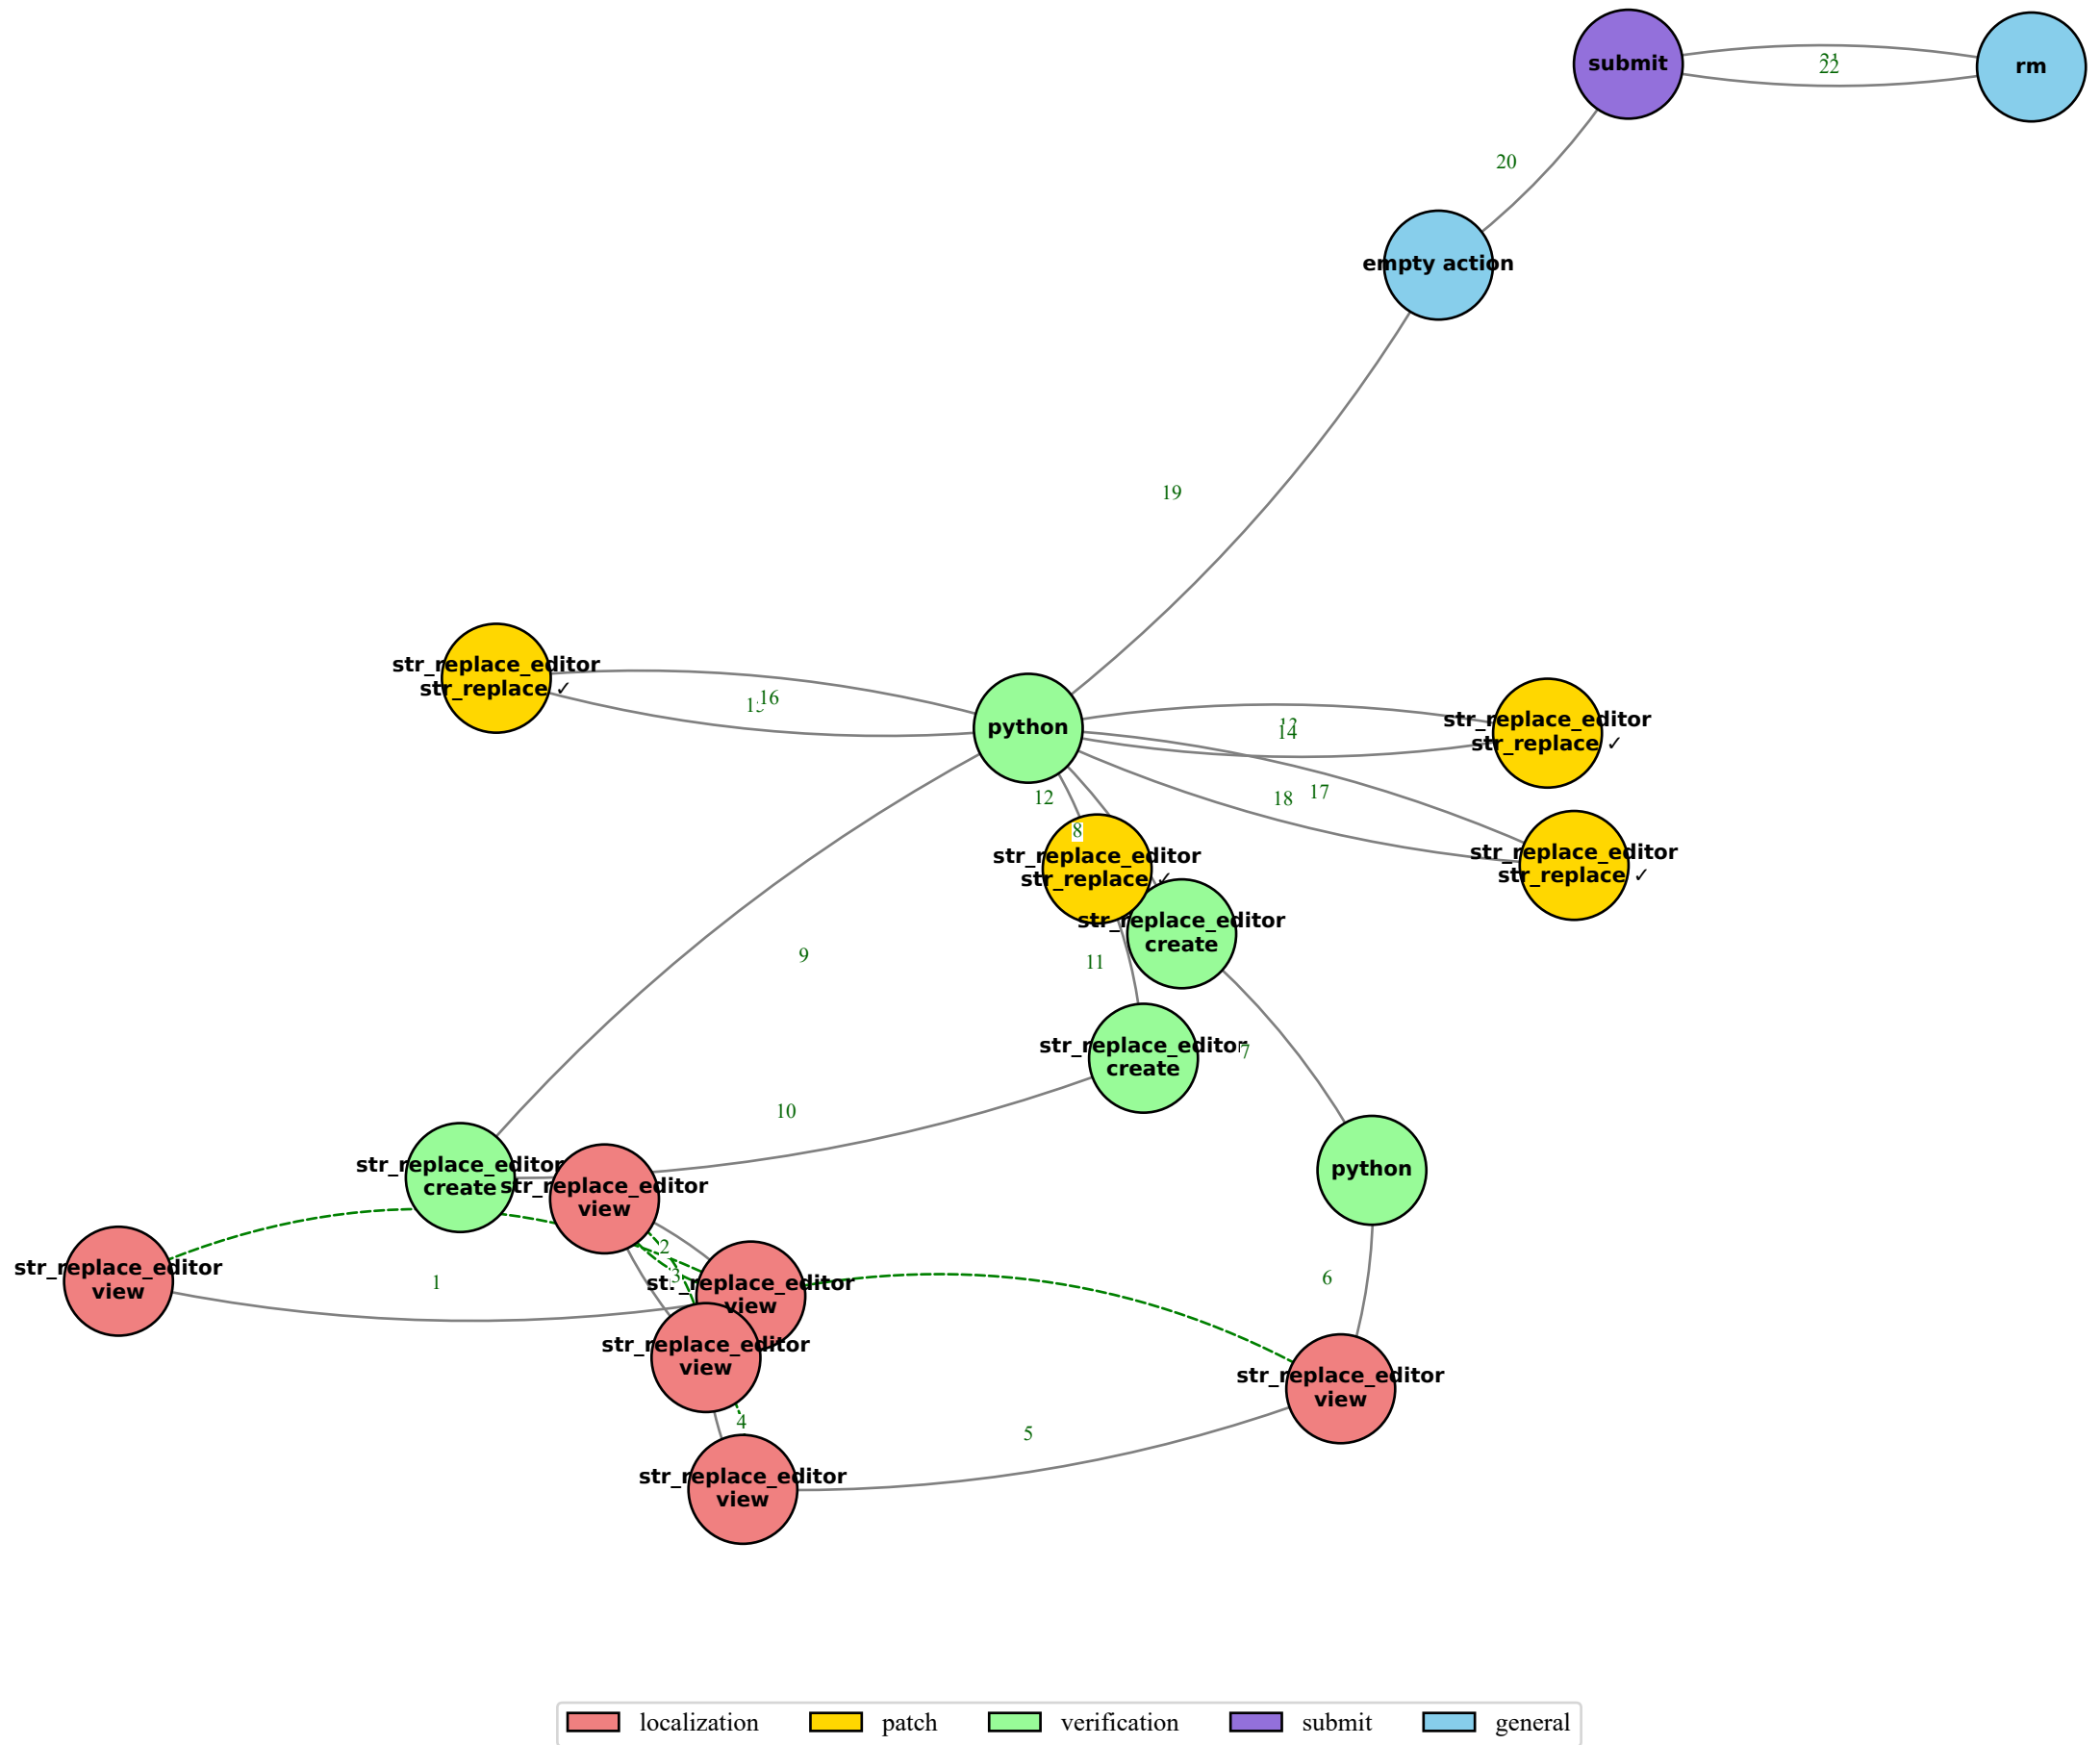 submit
rm
21
22
20
empty action
19
str_replace_editor
str_replace ✓
16
python
str_replace_editor
str_replace ✓
14
12
18
17
8
str_replace_editor
str_replace ✓
str_replace_editor
str_replace ✓
str_replace_editor
create
9
11
str_replace_editor
create
7
10
str_replace_editor
create
python
str_replace_editor
view
2
3
str_replace_editor
view
1
6
str_replace_editor
view
str_replace_editor
view
str_replace_editor
view
4
5
str_replace_editor
view
localization
patch
verification
submit
general